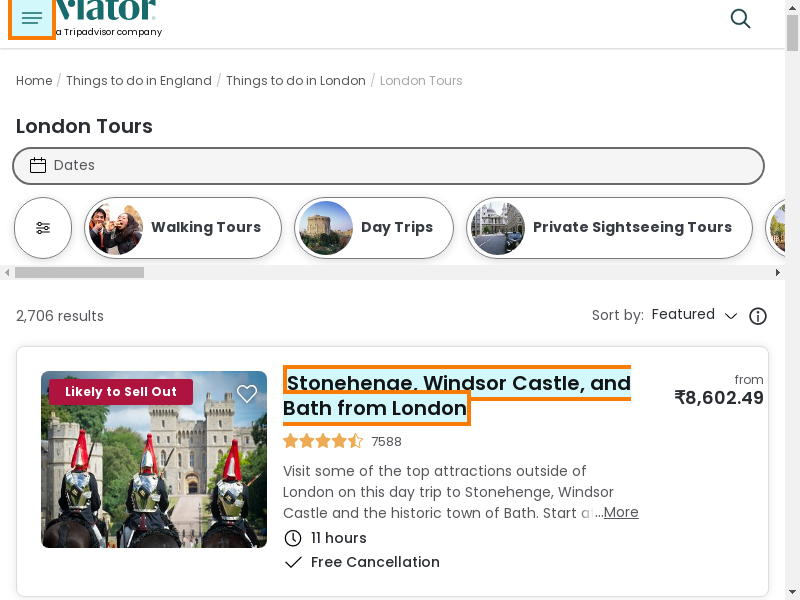 viator
a Tripadvisor company
Home / Things to do in England / Things to do in London / London Tours
London Tours
Dates
Walking Tours
Day Trips
Private Sightseeing Tours
2,706 results
Sort by: Featured
Likely to Sell Out
Stonehenge, Windsor Castle, and
Bath from London
from
₹8,602.49
7588
Visit some of the top attractions outside of
London on this day trip to Stonehenge, Windsor
Castle and the historic town of Bath. Start a...More
11 hours
Free Cancellation